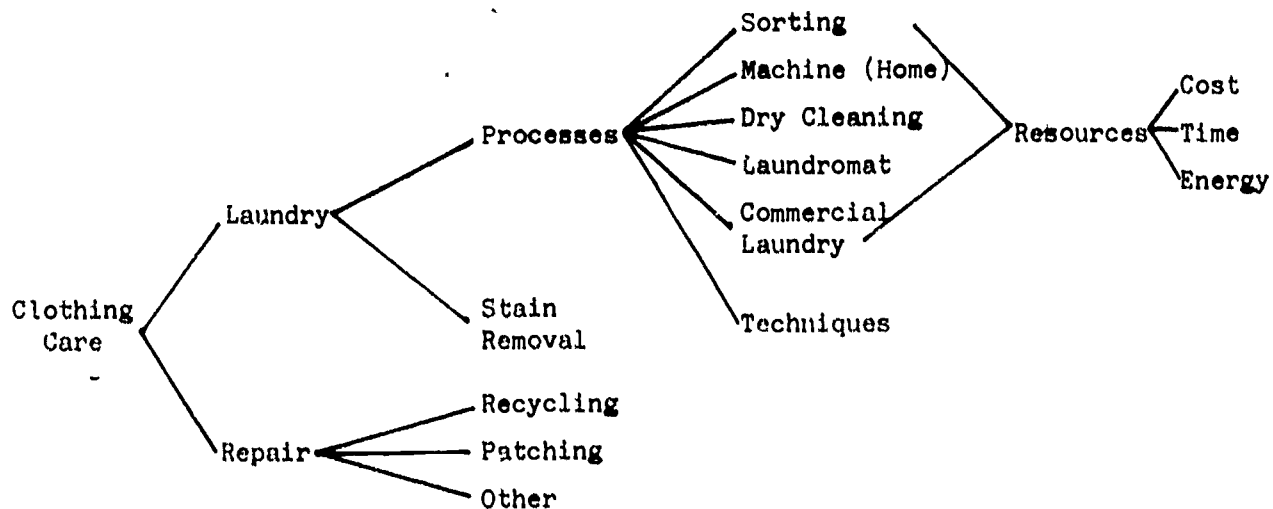 Sorting
Machine (Home)
Dry Cleaning
Laundromat
Commercial
Laundry
Techniques
Resources
Cost
Time
Energy
Processes
Laundry
Stain
Removal
Clothing
Care
Recycling
Repair
Patching
Other